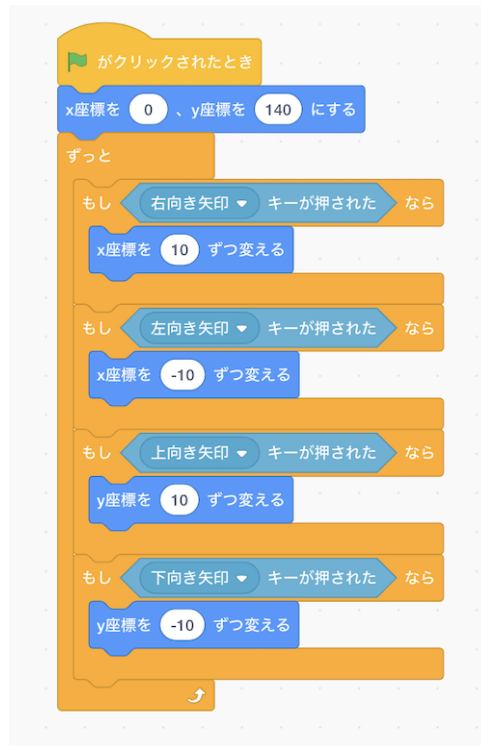 がクリックされたとき
x座標を 0 、y座標を 140 にする
ずっと
もし 右向き矢印 キーが押された なら
x座標を 10 ずつ変える
もし 左向き矢印 キーが押された なら
x座標を -10 ずつ変える
もし 上向き矢印 キーが押された なら
y座標を 10 ずつ変える
もし 下向き矢印 キーが押された なら
y座標を -10 ずつ変える